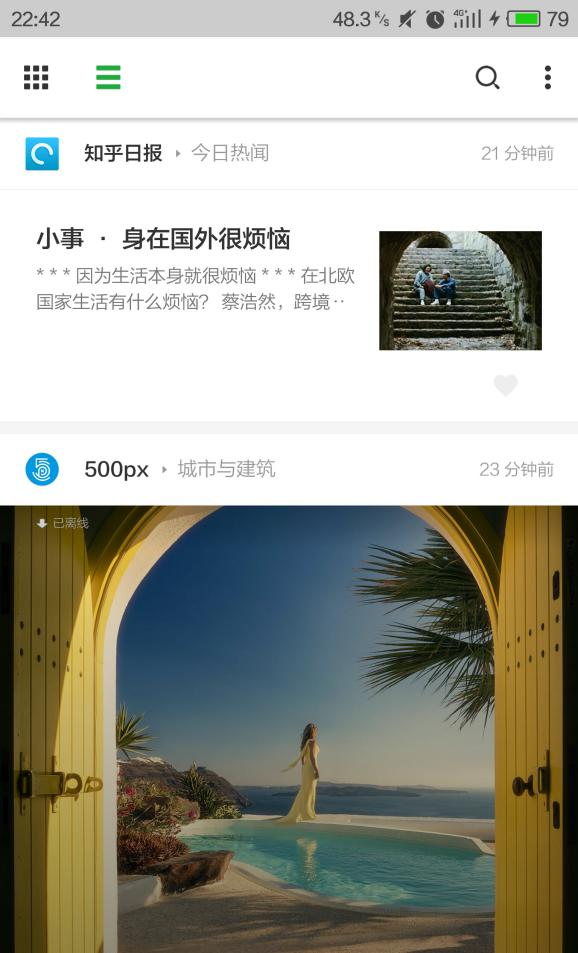 22:42 48.3 K/s 4G 79
知乎日报 今日热闻 21 分钟前
小事 · 身在国外很烦恼
* * * 因为生活本身就很烦恼 * * * 在北欧
国家生活有什么烦恼？ 蔡浩然，跨境··
500px 城市与建筑 23 分钟前
已离线